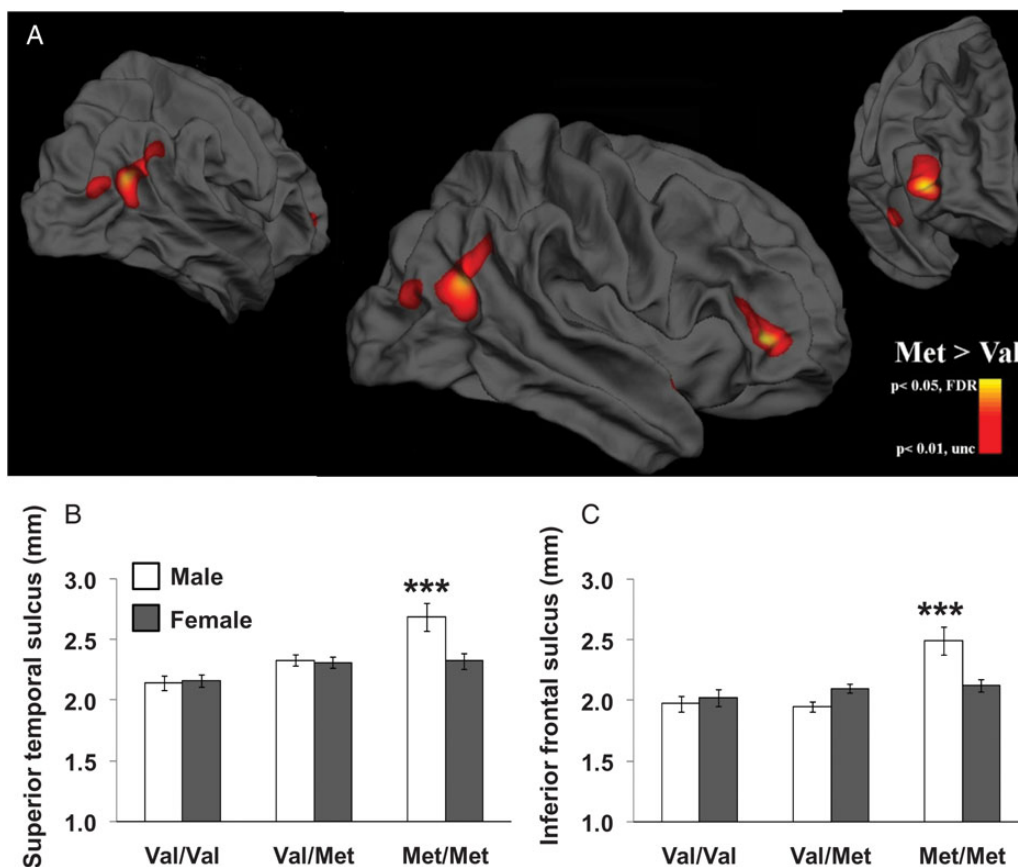 A
Met > Val
p< 0.05, FDR
p< 0.01, unc
B
Superior temporal sulcus (mm)
3.0
2.5
2.0
1.5
1.0
Male
Female
***
Val/Val
Val/Met
Met/Met
C
Inferior frontal sulcus (mm)
3.0
2.5
2.0
1.5
1.0
***
Val/Val
Val/Met
Met/Met